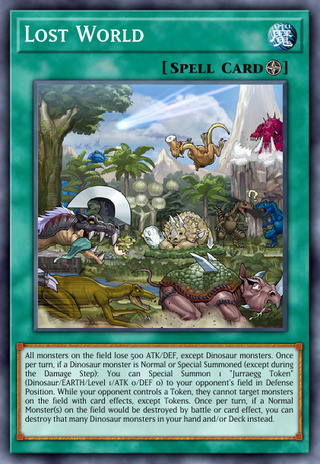 Lost World
魔
[Spell Card]
All monsters on the field lose 500 ATK/DEF, except Dinosaur monsters. Once
per turn, if a Dinosaur monster is Normal or Special Summoned (except during
the Damage Step): You can Special Summon 1 "Jurraegg Token"
(Dinosaur/EARTH/Level 1/ATK 0/DEF 0) to your opponent's field in Defense
Position. While your opponent controls a Token, they cannot target monsters
on the field with card effects, except Tokens. Once per turn, if a Normal
Monster(s) on the field would be destroyed by battle or card effect, you can
destroy that many Dinosaur monsters in your hand and/or Deck instead.